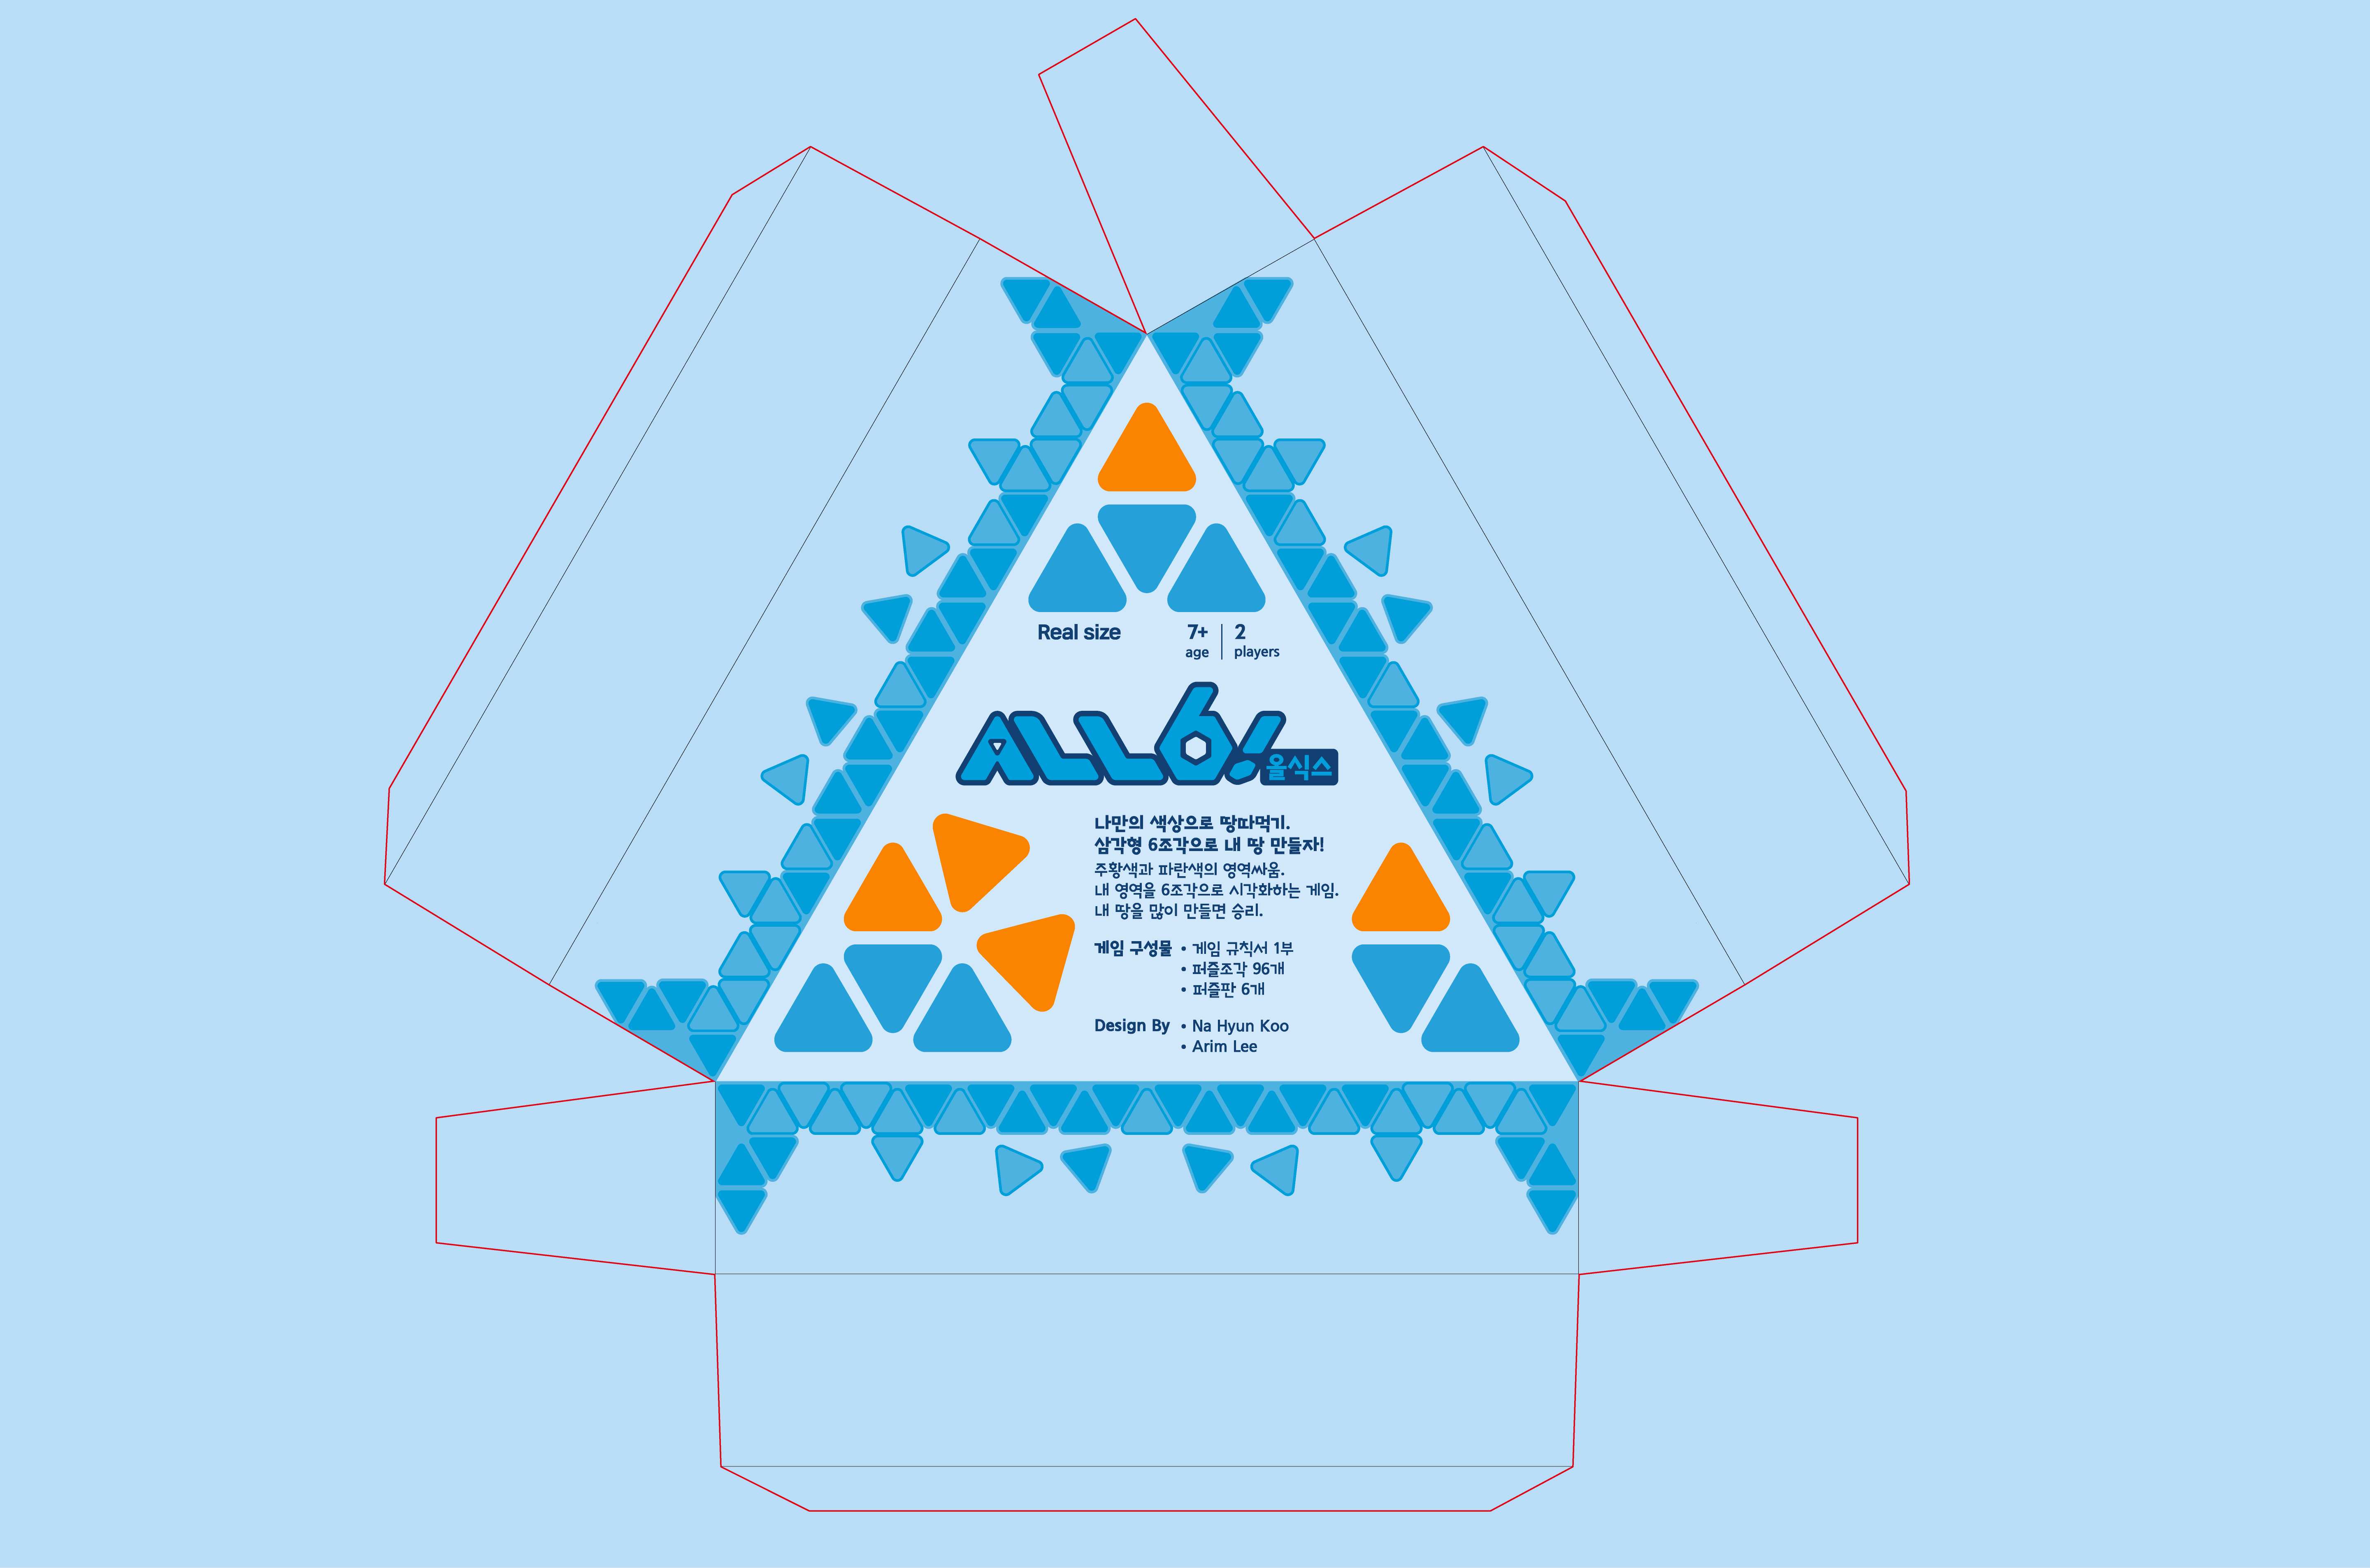 Real size
7+
age
2
players
ALL6!
올식스
나만의 색상으로 땅따먹기.
삼각형 6조각으로 내 땅 만들자!
주황색과 파란색의 영역싸움.
내 영역을 6조각으로 시각화하는 게임.
내 땅을 많이 만들면 승리.
게임 구성물 • 게임 규칙서 1부
• 퍼즐조각 96개
• 퍼즐판 6개
Design By • Na Hyun Koo
• Arim Lee